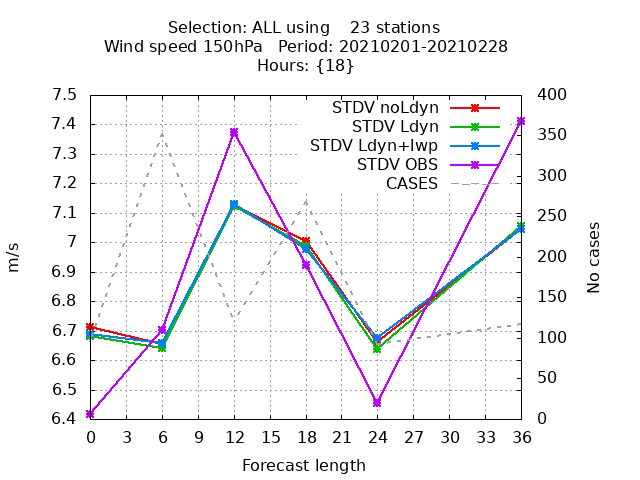 Selection: ALL using    23 stations
Wind speed 150hPa   Period: 20210201-20210228
Hours: {18}
7.5
7.4
7.3
7.2
7.1
7
6.9
6.8
6.7
6.6
6.5
6.4
m/s
STDV noLdyn
STDV Ldyn
STDV Ldyn+lwp
STDV OBS
CASES
400
350
300
250
200
150
100
50
0
No cases
0 3 6 9 12 15 18 21 24 27 30 33 36
Forecast length